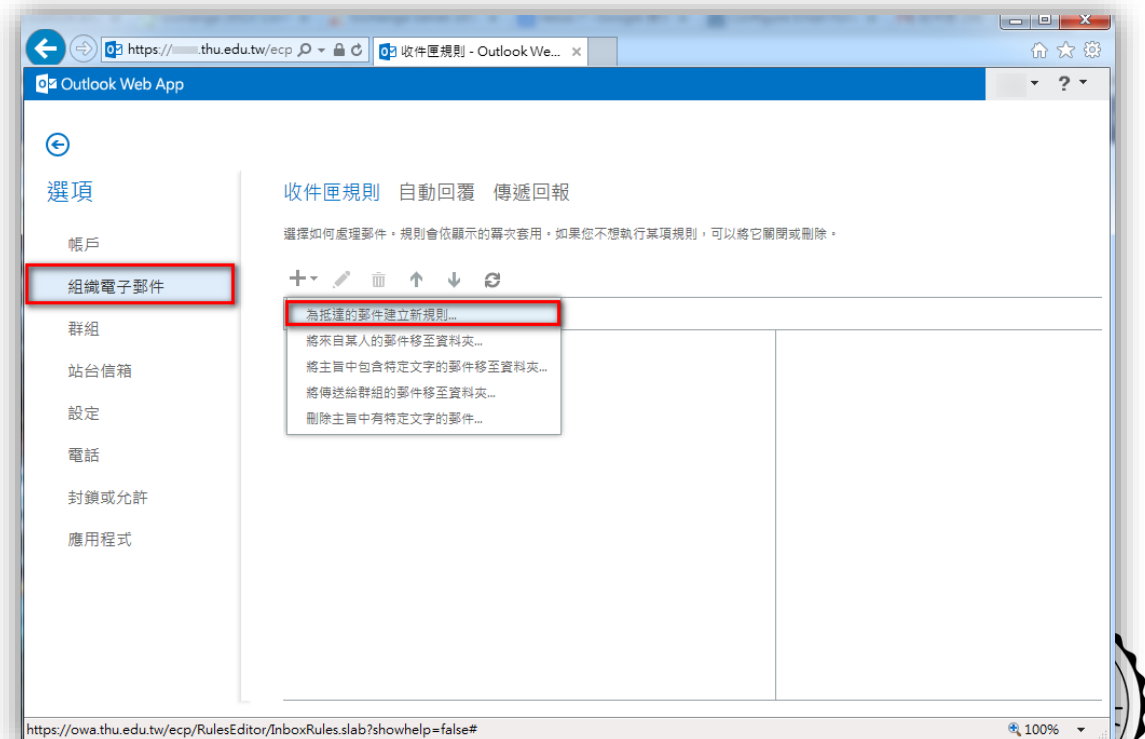 https:// .thu.edu.tw/ecp
收件匣規則 - Outlook We...
Outlook Web App
?
選項
收件匣規則 自動回覆 傳遞回報
選擇如何處理郵件。規則會依顯示的冪次套用。如果您不想執行某項規則，可以將它關閉或刪除。
帳戶
組織電子郵件
群組
站台信箱
設定
電話
封鎖或允許
應用程式
為抵達的郵件建立新規則...
將來自某人的郵件移至資料夾...
將主旨中包含特定文字的郵件移至資料夾...
將傳送給群組的郵件移至資料夾...
刪除主旨中有特定文字的郵件...
https://owa.thu.edu.tw/ecp/RulesEditor/InboxRules.slab?showhelp=false#
100%